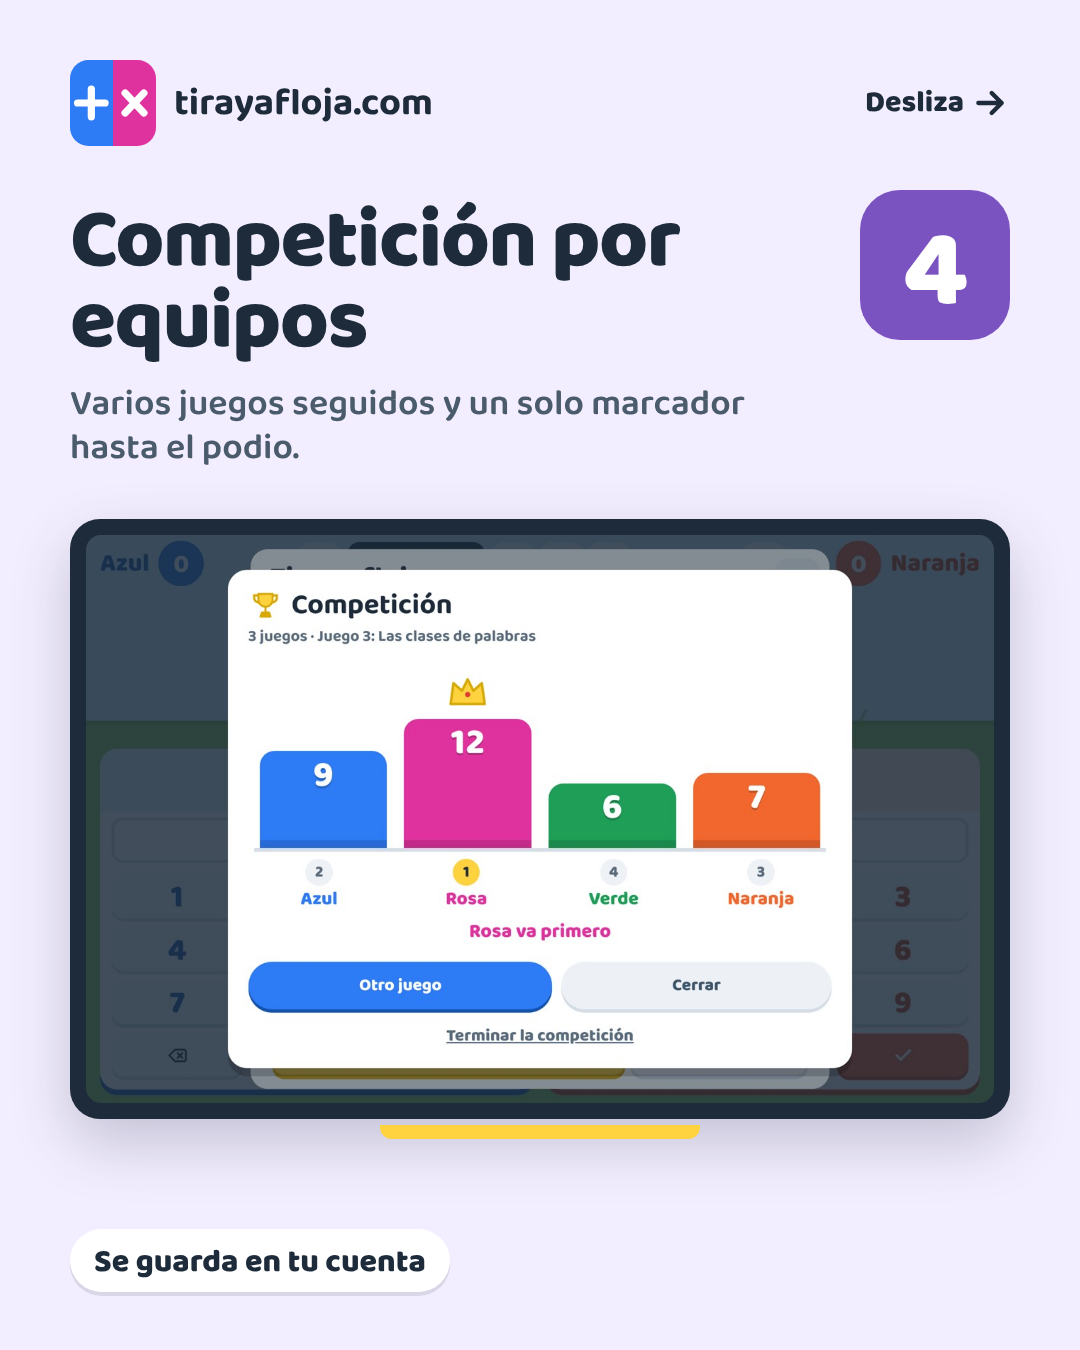 +×
tirayafloja.com
Desliza →
Competición por
equipos
4
Varios juegos seguidos y un solo marcador
hasta el podio.
Azul 0
0 Naranja
Competición
3 juegos · Juego 3: Las clases de palabras
9
12
6
7
2
1
4
3
Azul
Rosa
Verde
Naranja
Rosa va primero
Otro juego
Cerrar
Terminar la competición
1
4
7
3
6
9
Se guarda en tu cuenta